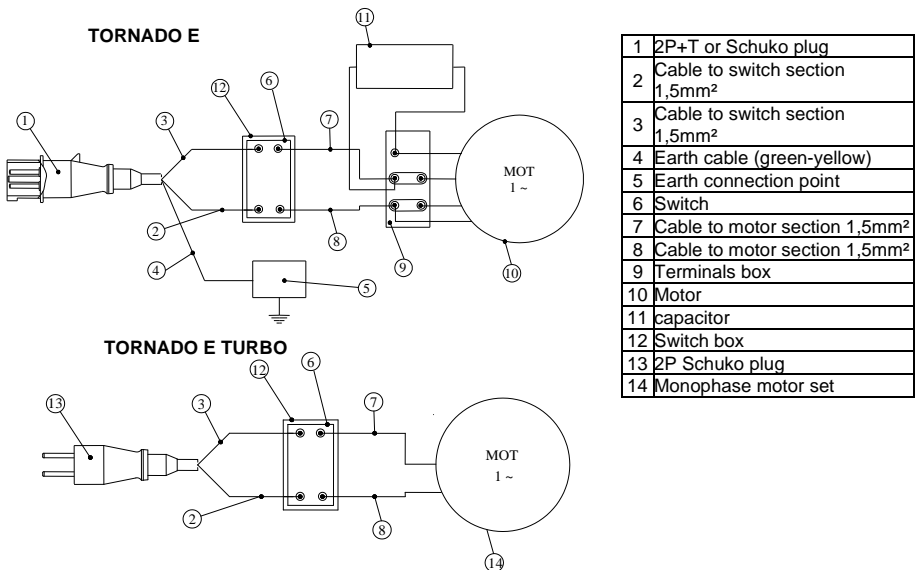 TORNADO E
11
12
6
1
3
7
MOT
1 ~
2
8
9
10
4
5
TORNADO E TURBO
12
6
13
3
7
MOT
1 ~
2
8
14
1 2P+T or Schuko plug
2 Cable to switch section
1,5mm²
3 Cable to switch section
1,5mm²
4 Earth cable (green-yellow)
5 Earth connection point
6 Switch
7 Cable to motor section 1,5mm²
8 Cable to motor section 1,5mm²
9 Terminals box
10 Motor
11 capacitor
12 Switch box
13 2P Schuko plug
14 Monophase motor set